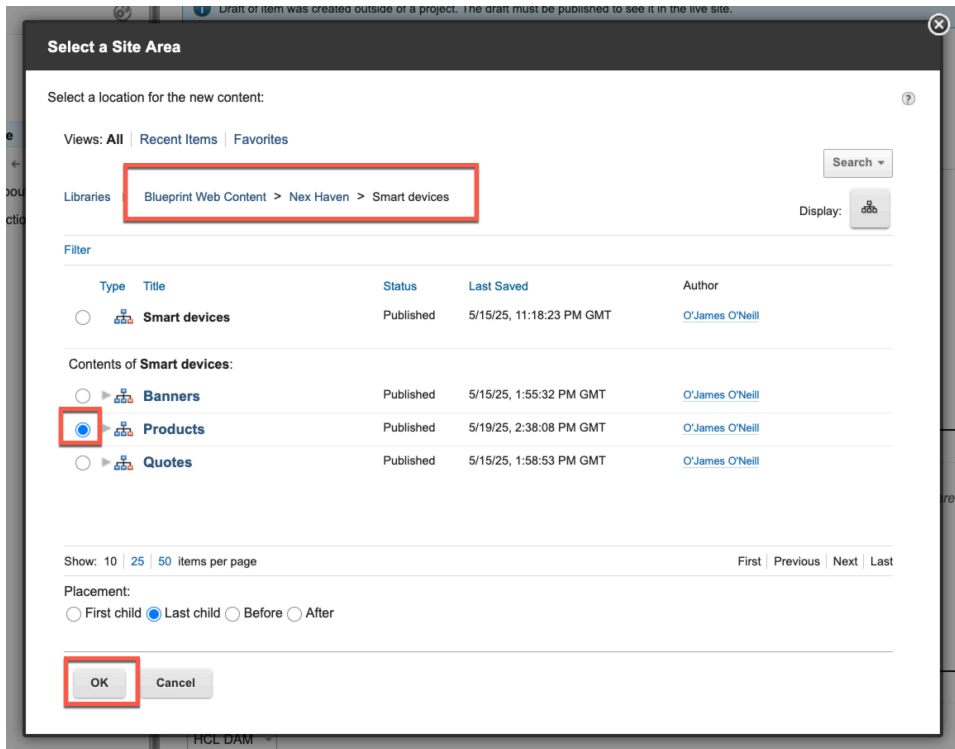 Draft of item was created outside of a project. The draft must be published to see it in the live site.
Select a Site Area
Select a location for the new content:
Views: All Recent Items Favorites
Search
Libraries Blueprint Web Content > Nex Haven > Smart devices
Display:
Filter
Type Title Status Last Saved Author
Smart devices Published 5/15/25, 11:18:23 PM GMT O'James O'Neill
Contents of Smart devices:
Banners Published 5/15/25, 1:55:32 PM GMT O'James O'Neill
Products Published 5/19/25, 2:38:08 PM GMT O'James O'Neill
Quotes Published 5/15/25, 1:58:53 PM GMT O'James O'Neill
Show: 10 25 50 items per page First Previous Next Last
Placement:
First child Last child Before After
OK Cancel
HCL DAM